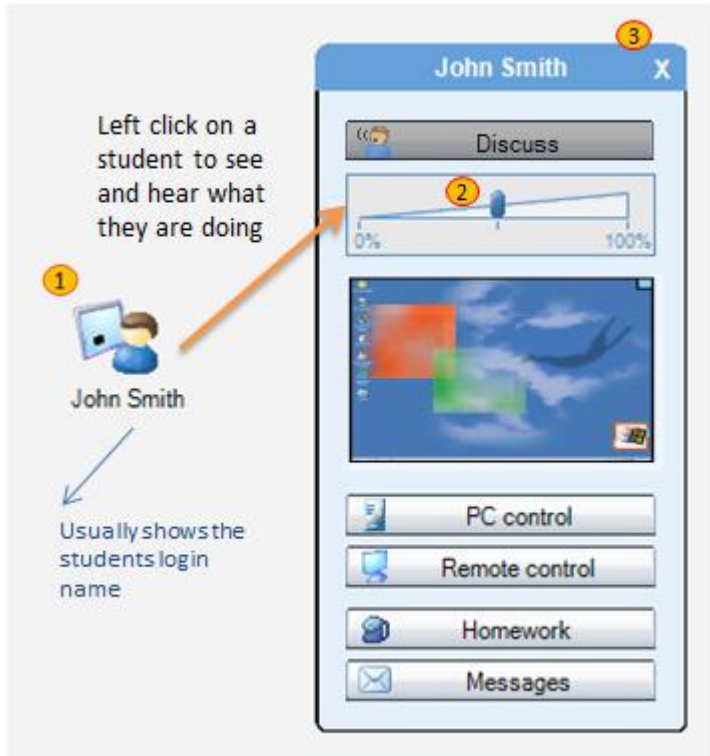 3
John Smith X
Left click on a
student to see
and hear what
they are doing
Discuss
2
0% 100%
1
John Smith
Usually shows the
students login
name
PC control
Remote control
Homework
Messages